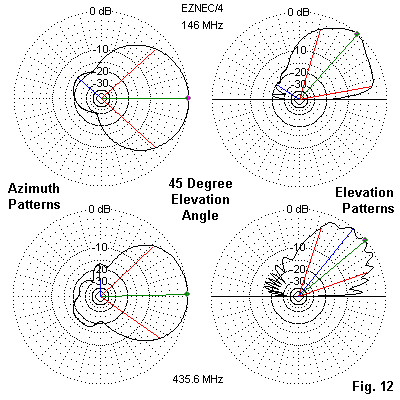 0 dB
EZNEC/4
0 dB
146 MHz
-10
-10
-20
-20
-30
-30
Azimuth
Patterns
45 Degree
Elevation
Angle
Elevation
Patterns
0 dB
0 dB
-10
-10
-20
-20
-30
-30
435.6 MHz
Fig. 12